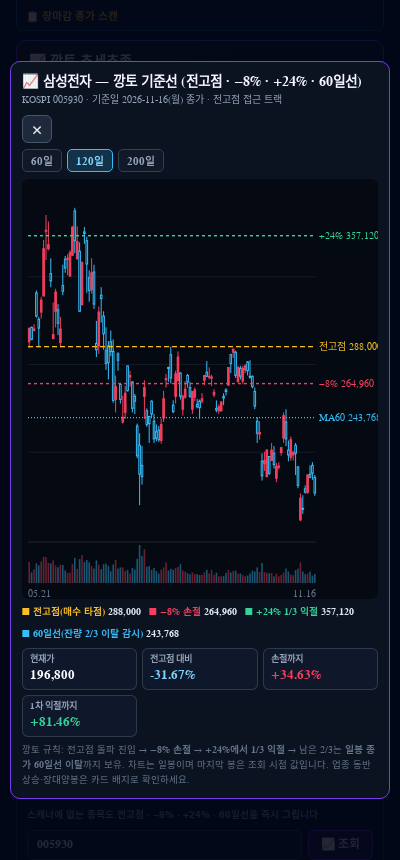 📋 장마감 종가 스캔
📈 깡토 추세추종
📈 삼성전자 — 깡토 기준선 (전고점 · −8% · +24% · 60일선)
KOSPI 005930 · 기준일 2026-11-16(월) 종가 · 전고점 접근 트랙
×
60일 120일 200일
+24% 357,120
전고점 288,000
−8% 264,960
MA60 243,768
05.21 11.16
■ 전고점(매수 타점) 288,000 ■ −8% 손절 264,960 ■ +24% 1/3 익절 357,120
■ 60일선(잔량 2/3 이탈 감시) 243,768
현재가 전고점 대비 손절까지
196,800 -31.67% +34.63%
1차 익절까지
+81.46%
깡토 규칙: 전고점 돌파 진입 → −8% 손절 → +24%에서 1/3 익절 → 남은 2/3는 일봉 종
가 60일선 이탈까지 보유. 차트는 일봉이며 마지막 봉은 조회 시점 값입니다. 업종 동반
상승·장대양봉은 카드 배지로 확인하세요.
스캐너에 없는 종목도 전고점 · −8% · +24% · 60일선을 즉시 그립니다
005930 📈 조회